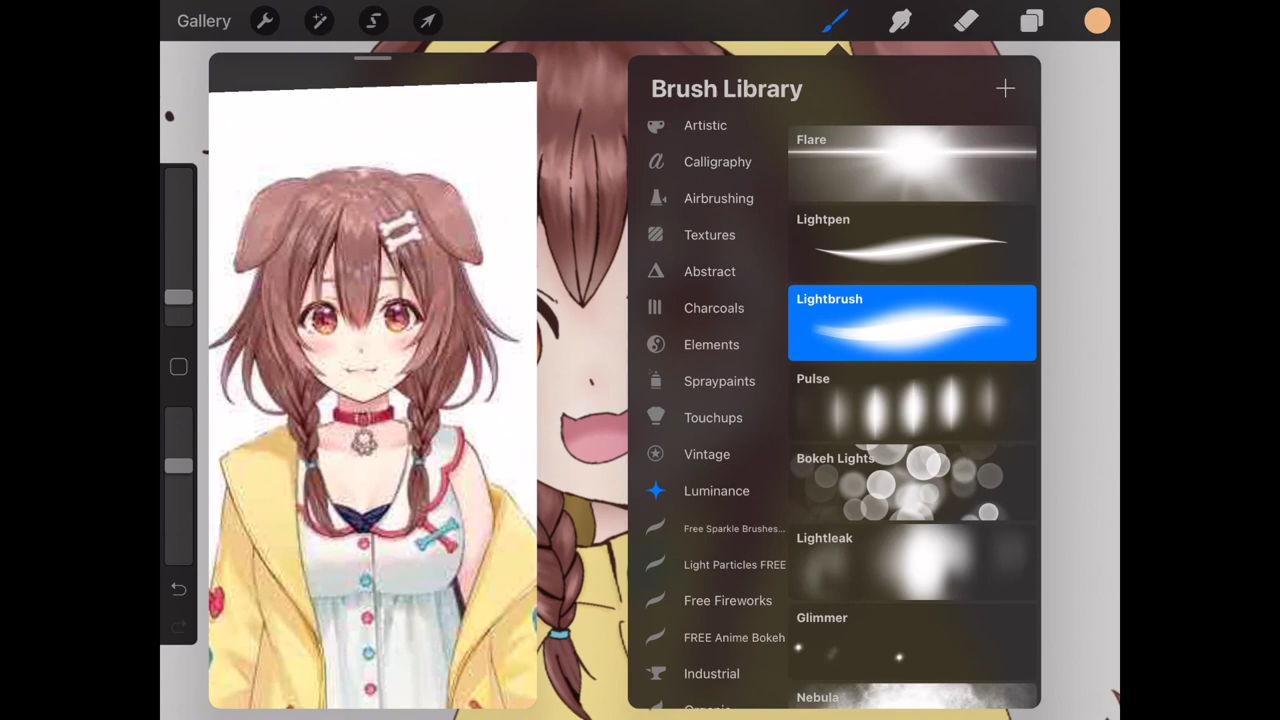 Gallery
Brush Library
Artistic
Calligraphy
Airbrushing
Textures
Abstract
Charcoals
Elements
Spraypaints
Touchups
Vintage
Luminance
Free Sparkle Brushes...
Light Particles FREE
Free Fireworks
FREE Anime Bokeh
Industrial
Flare
Lightpen
Lightbrush
Pulse
Bokeh Lights
Lightleak
Glimmer
Nebula